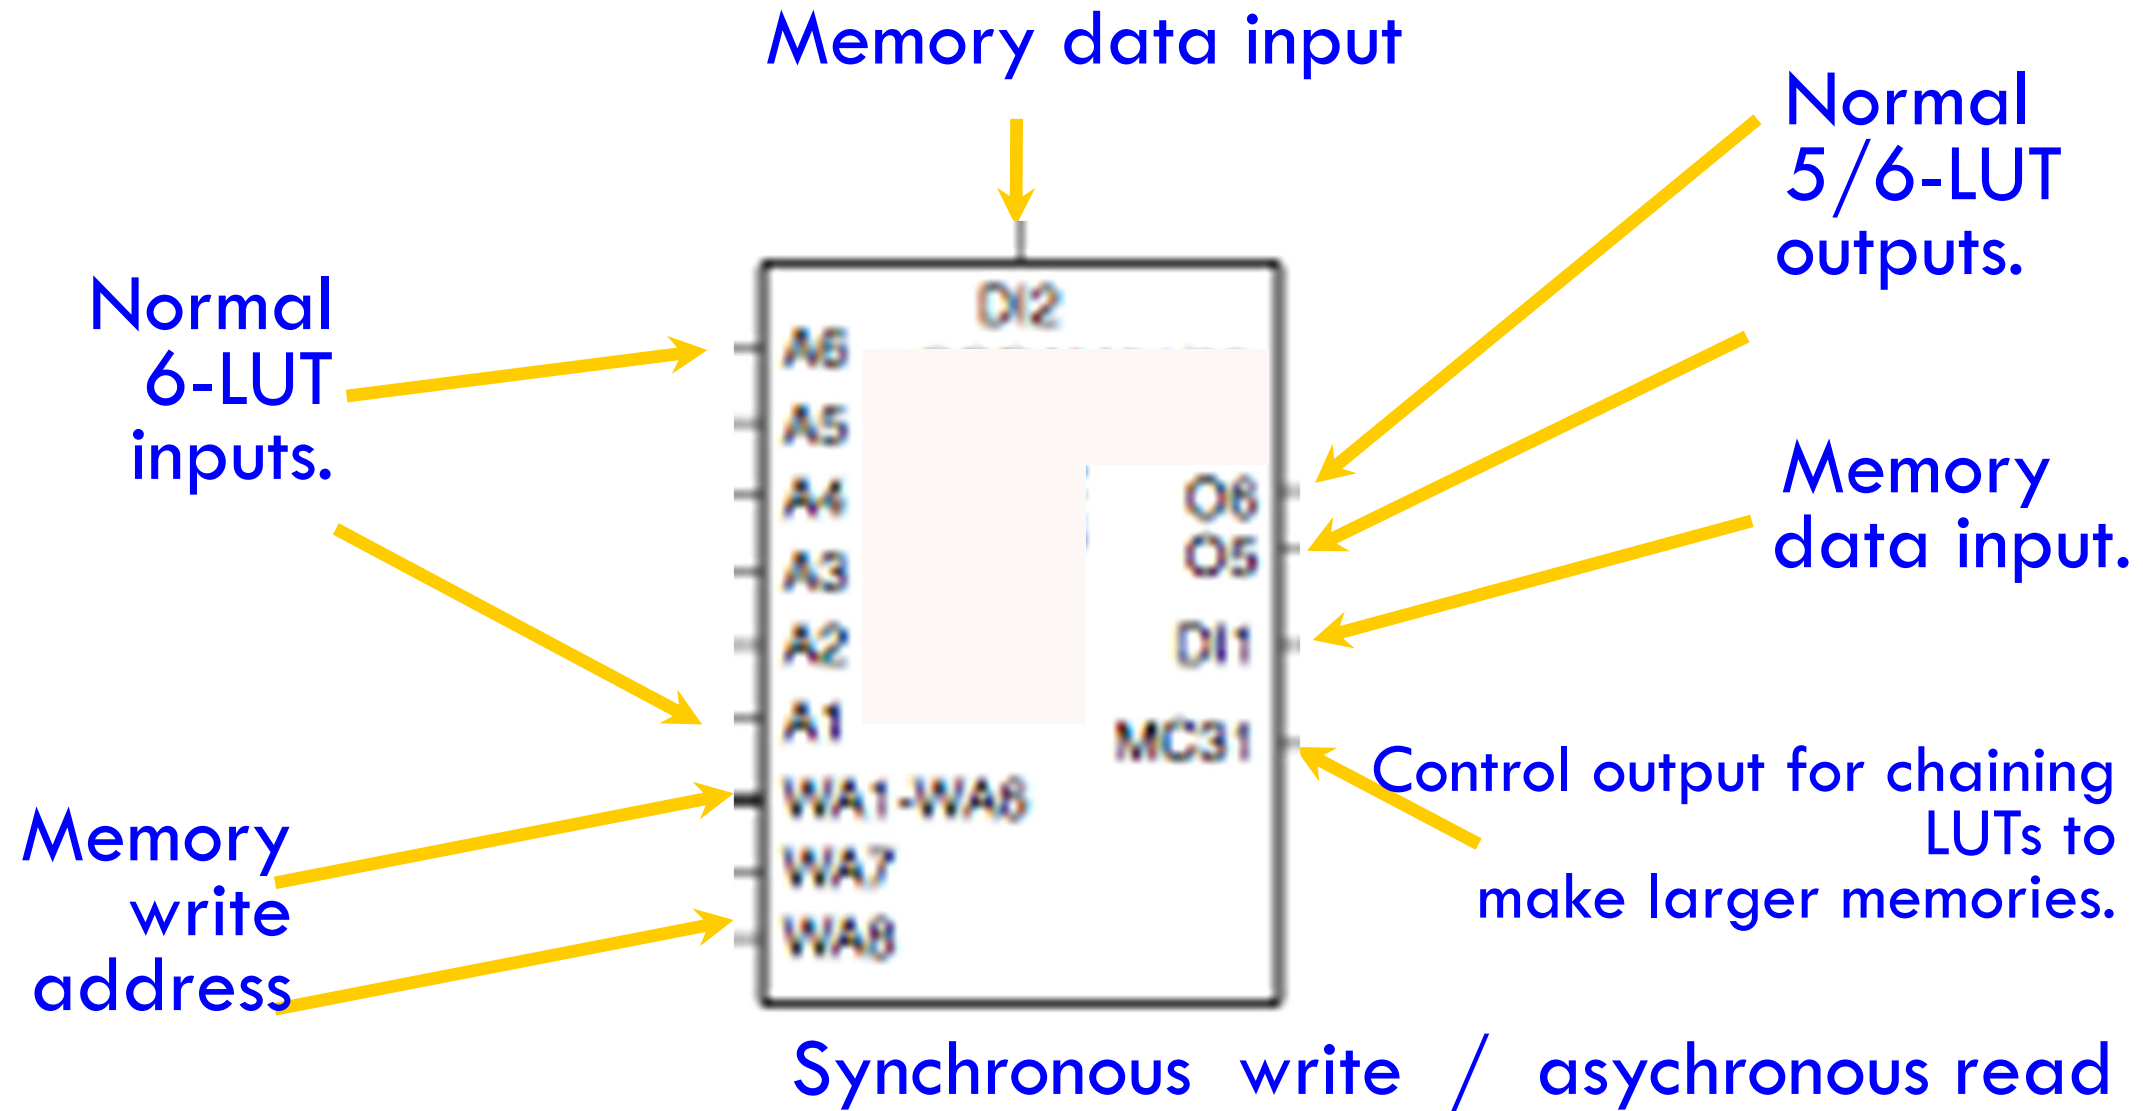 Memory data input
Normal
5/6-LUT
outputs.
Normal
6-LUT
inputs.
DI2
A6
A5
A4
A3
A2
A1
WA1-WA6
WA7
WA8
O6
O5
DI1
MC31
Memory
data input.
Control output for chaining
LUTs to
make larger memories.
Memory
write
address
Synchronous write / asychronous read